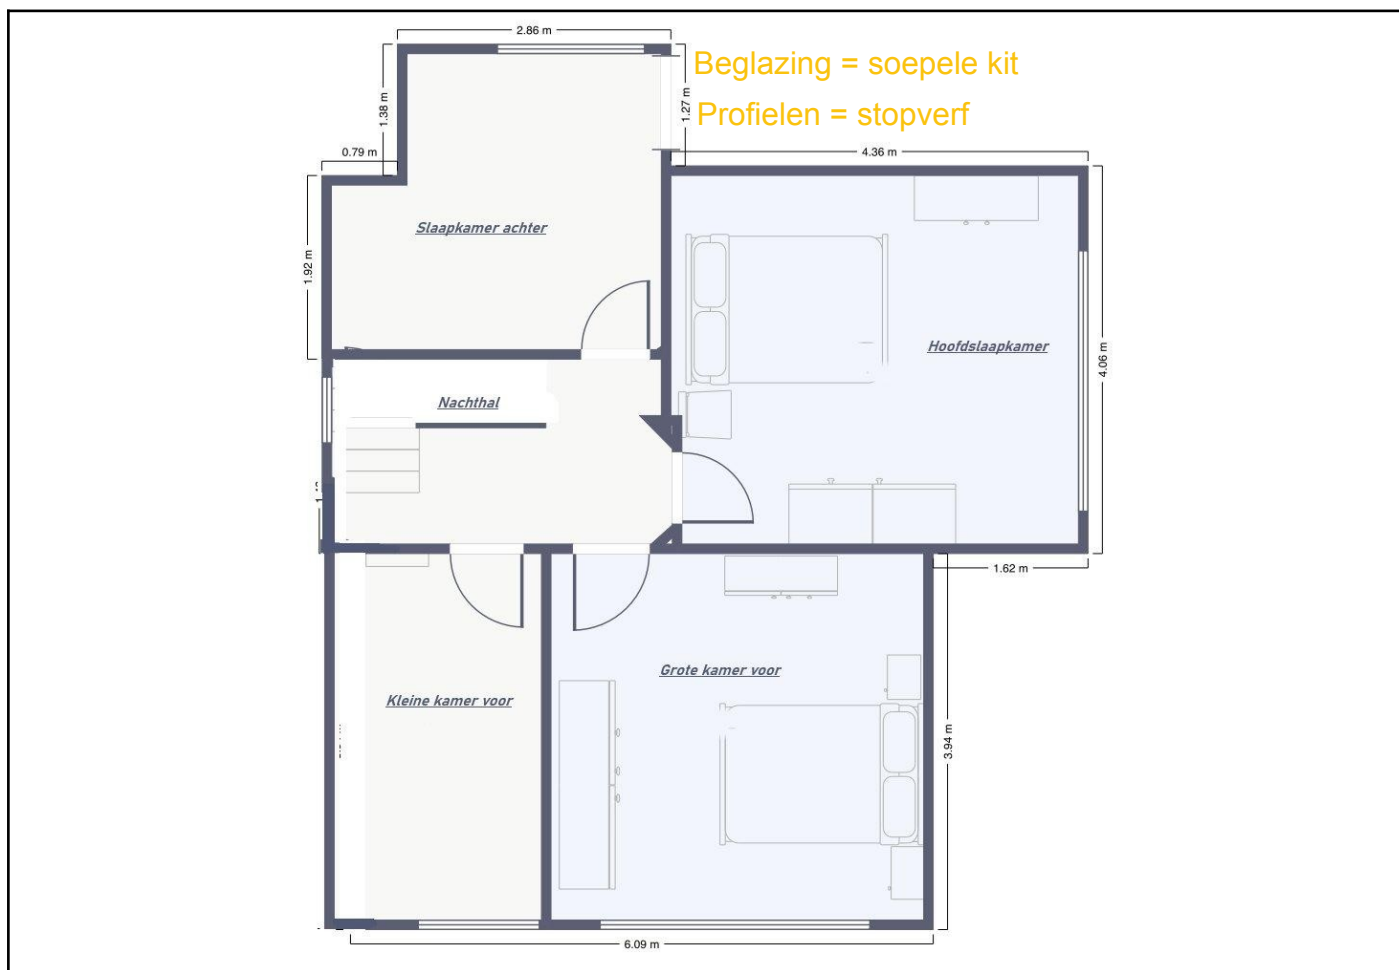 2.86 m
Beglazing = soepele kit
1.38 m
1.27 m
Profielen = stopverf
0.79 m
4.36 m
Slaapkamer achter
1.92 m
Hoofdslaapkamer
4.06 m
Nachthal
1.62 m
Grote kamer voor
Kleine kamer voor
3.94 m
6.09 m